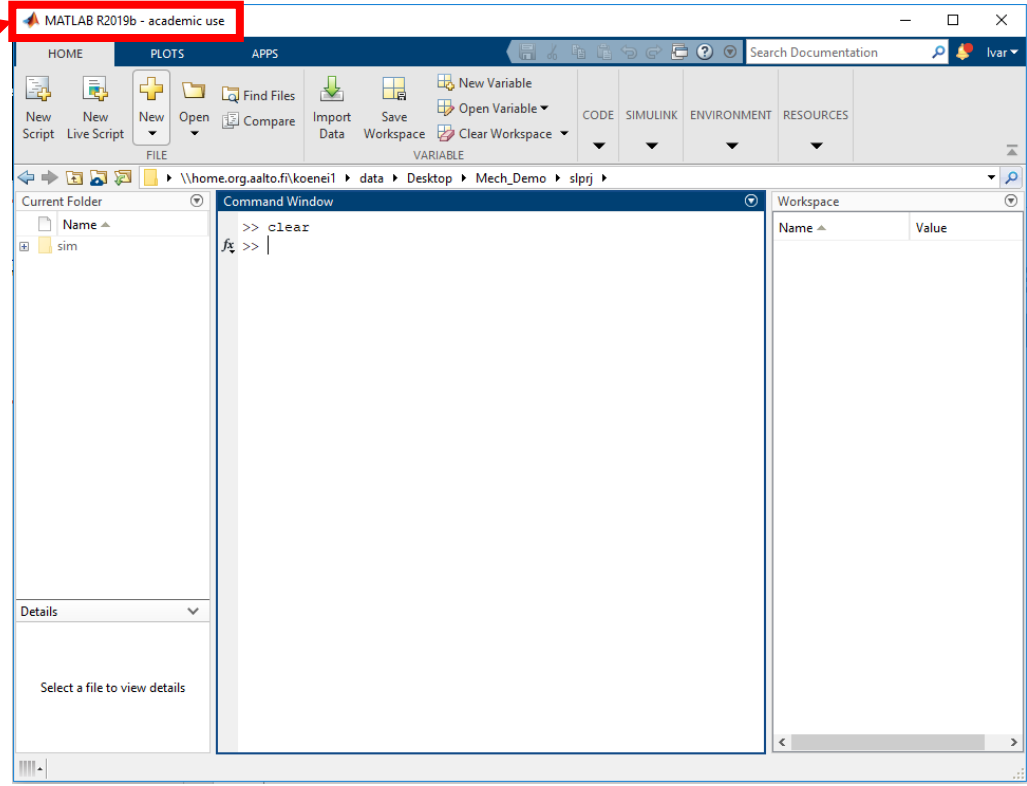 MATLAB R2019b - academic use
HOME PLOTS APPS Search Documentation Ivar
New Script
New Live Script
New
Open
Find Files
Compare
Import Data
Save Workspace
New Variable
Open Variable
Clear Workspace
CODE SIMULINK ENVIRONMENT RESOURCES
FILE VARIABLE
\\home.org.aalto.fi\koenei1 data Desktop Mech_Demo slprj
Current Folder
Name
sim
Command Window
>> clear
fx >>
Workspace
Name Value
Details
Select a file to view details